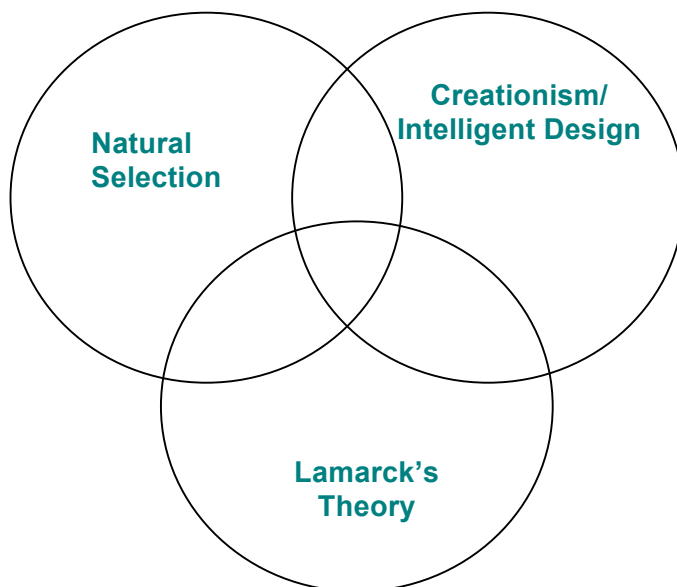 Natural
Selection
Creationism/
Intelligent Design
Lamarck’s
Theory